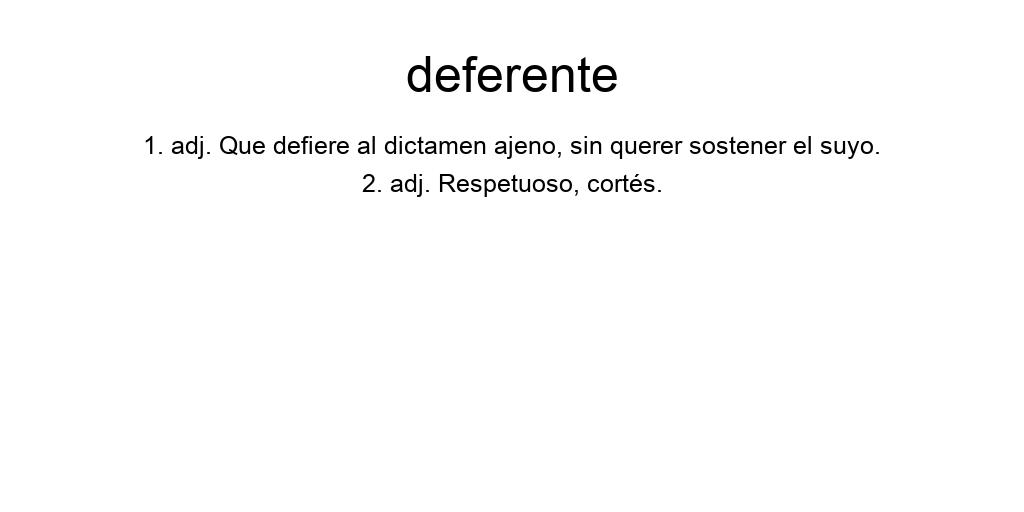 deferente
1. adj. Que defiere al dictamen ajeno, sin querer sostener el suyo.
2. adj. Respetuoso, cortés.